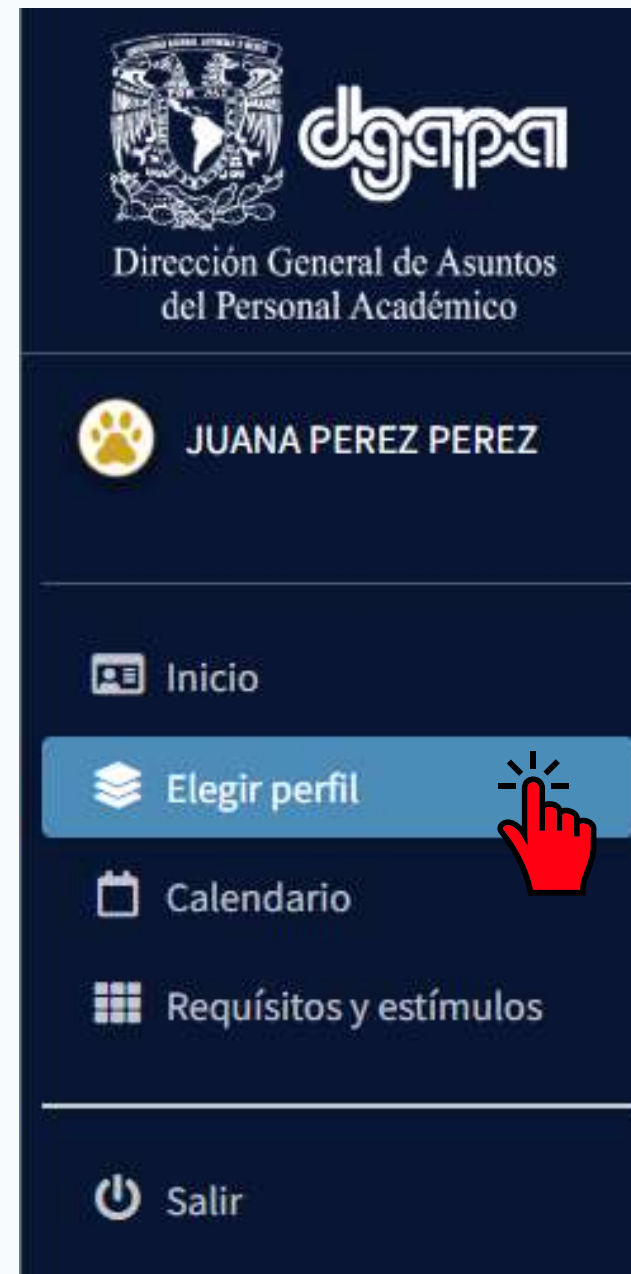 dgapa
Dirección General de Asuntos
del Personal Académico
JUANA PEREZ PEREZ
Inicio
Elegir perfil
Calendario
Requísitos y estímulos
Salir